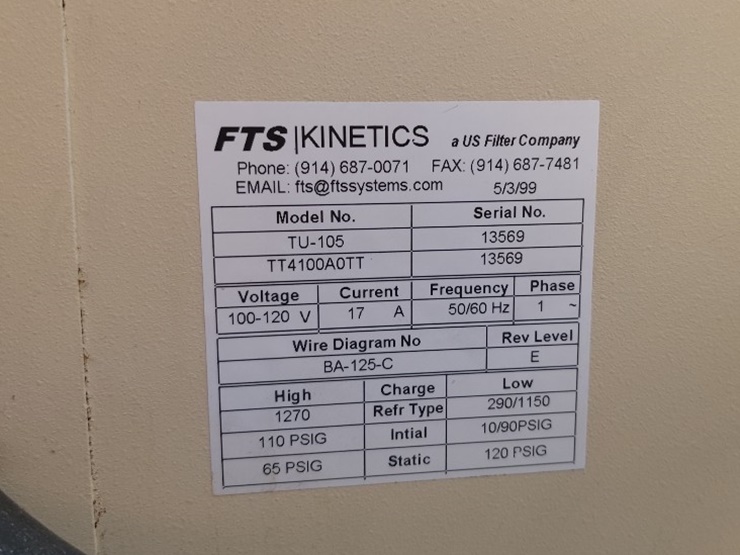 FTS |KINETICS a US Filter Company
Phone: (914) 687-0071 FAX: (914) 687-7481
EMAIL: fts@ftssystems.com 5/3/99
Model No. Serial No.
TU-105 13569
TT4100A0TT 13569
Voltage Current Frequency Phase
100-120 V 17 A 50/60 Hz 1 ~
Wire Diagram No Rev Level
BA-125-C E
High Charge Low
1270 Refr Type 290/1150
110 PSIG Intial 10/90PSIG
65 PSIG Static 120 PSIG